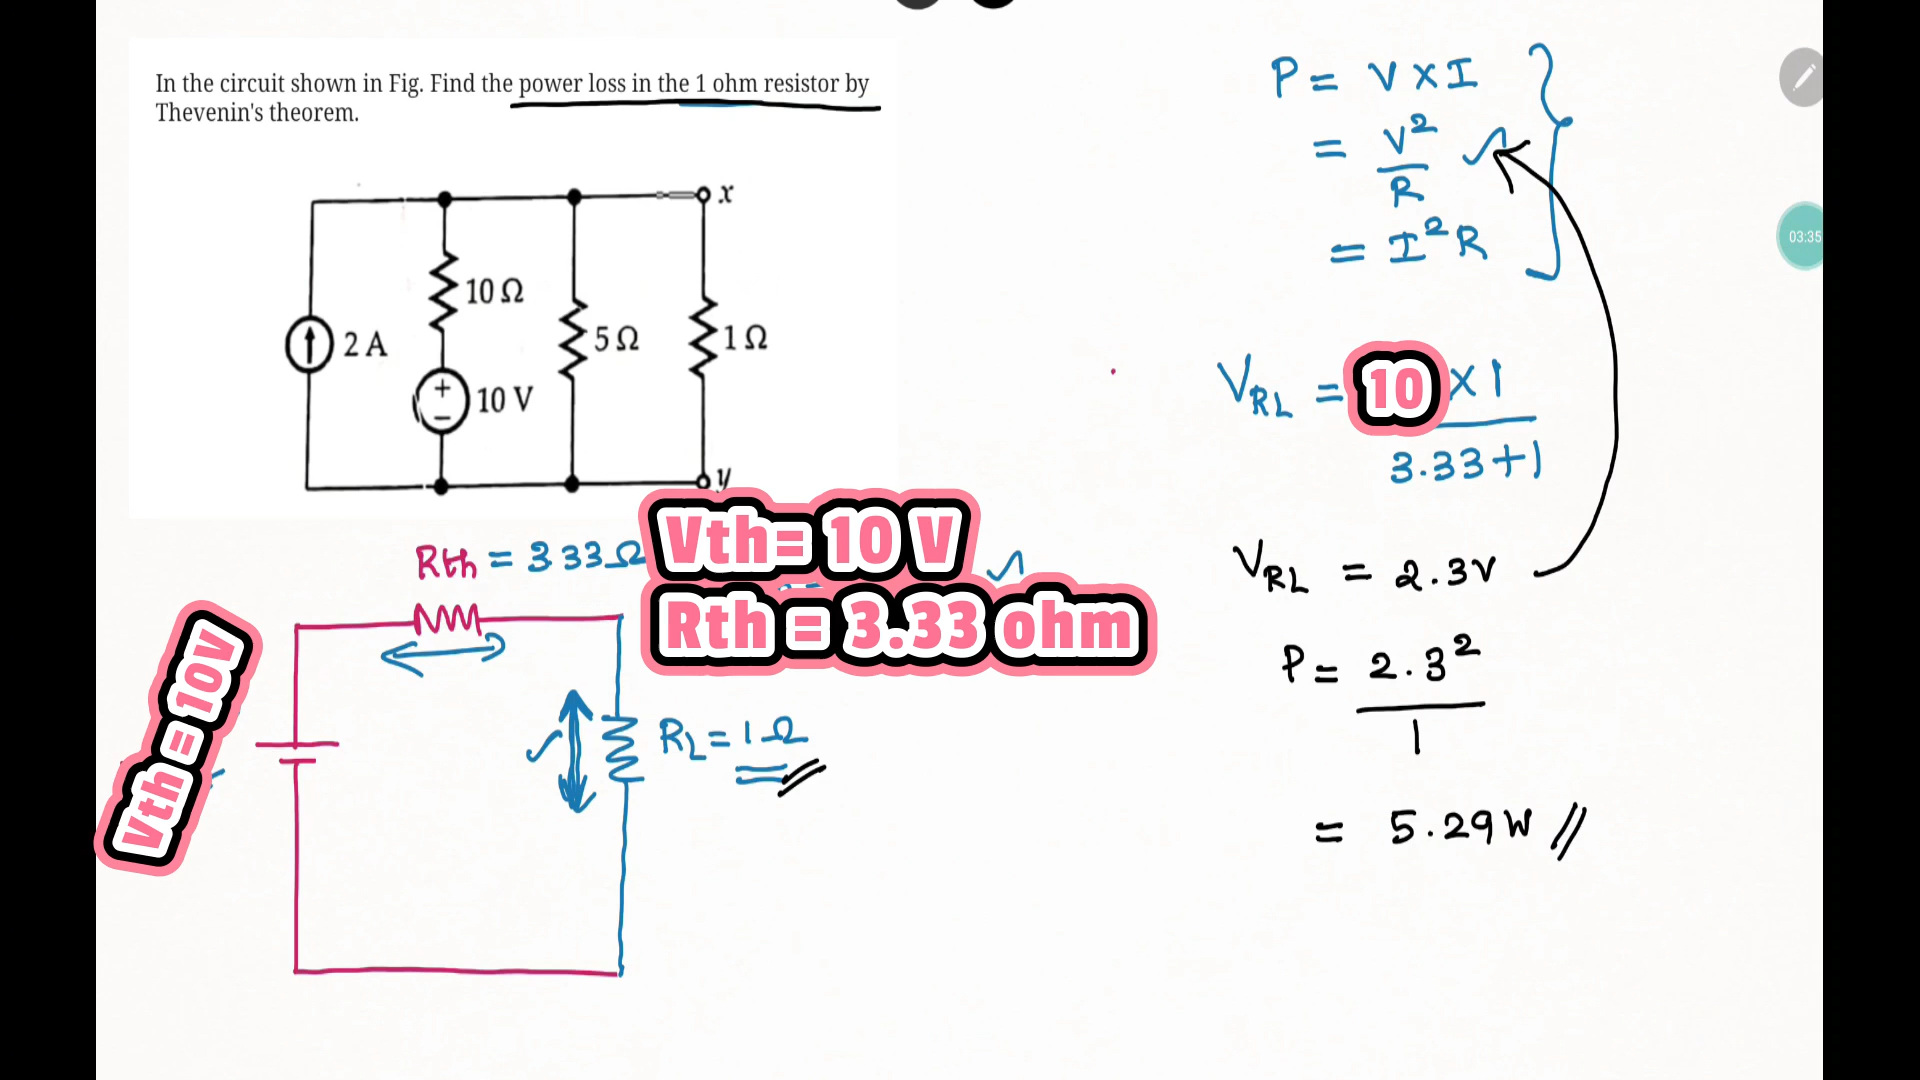 In the circuit shown in Fig. Find the power loss in the 1 ohm resistor by
Thevenin's theorem.
x
10 Ω
2 A
5 Ω
1 Ω
10 V
y
Rth = 3.33Ω
Vth= 10 V
Rth = 3.33 ohm
Vth = 10v
RL = 1Ω
P = V × I
= V²/R
= I²R
VRL = 10 × 1
3.33+1
VRL = 2.3V
P = 2.3²
1
= 5.29W //
03:35